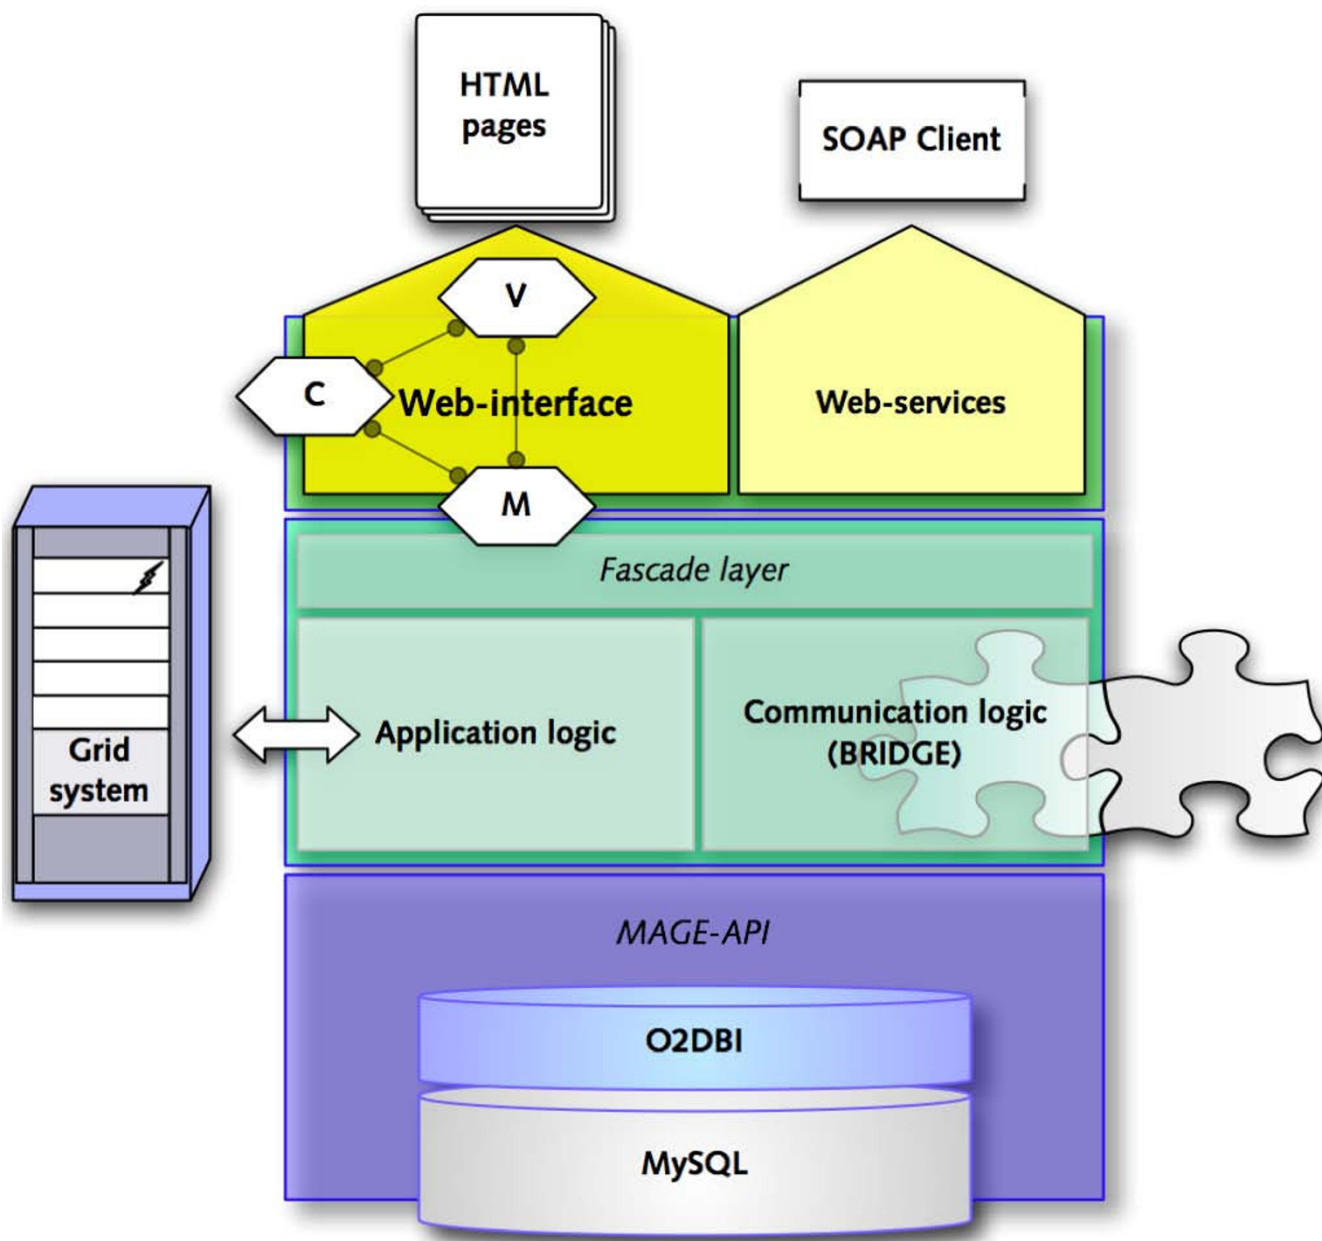 HTML
pages
SOAP Client
V
C
Web-interface
Web-services
M
Fascade layer
Grid
system
Application logic
Communication logic
(BRIDGE)
MAGE-API
O2DBI
MySQL